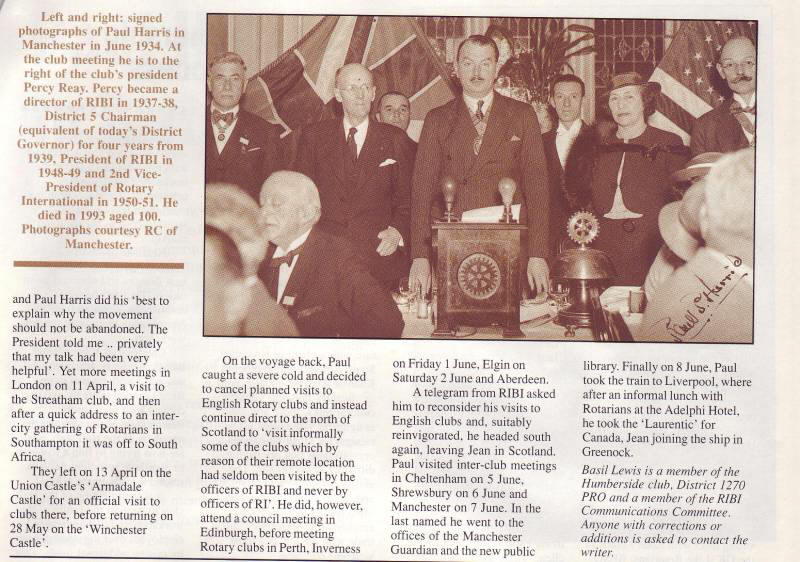 Left and right: signed
photographs of Paul Harris in
Manchester in June 1934. At
the club meeting he is to the
right of the club's president
Percy Reay. Percy became a
director of RIBI in 1937-38,
District 5 Chairman
(equivalent of today's District
Governor) for four years from
1939, President of RIBI in
1948-49 and 2nd Vice-
President of Rotary
International in 1950-51. He
died in 1993 aged 100.
Photographs courtesy RC of
Manchester.
and Paul Harris did his 'best to
explain why the movement
should not be abandoned. The
President told me .. privately
that my talk had been very
helpful'. Yet more meetings in
London on 11 April, a visit to
the Streatham club, and then
after a quick address to an inter-
city gathering of Rotarians in
Southampton it was off to South
Africa.
They left on 13 April on the
Union Castle's 'Armadale
Castle' for an official visit to
clubs there, before returning on
28 May on the 'Winchester
Castle'.
Paul P. Harris
On the voyage back, Paul
caught a severe cold and decided
to cancel planned visits to
English Rotary clubs and instead
continue direct to the north of
Scotland to 'visit informally
some of the clubs which by
reason of their remote location
had seldom been visited by the
officers of RIBI and never by
officers of RI'. He did, however,
attend a council meeting in
Edinburgh, before meeting
Rotary clubs in Perth, Inverness
on Friday 1 June, Elgin on
Saturday 2 June and Aberdeen.
A telegram from RIBI asked
him to reconsider his visits to
English clubs and, suitably
reinvigorated, he headed south
again, leaving Jean in Scotland.
Paul visited inter-club meetings
in Cheltenham on 5 June,
Shrewsbury on 6 June and
Manchester on 7 June. In the
last named he went to the
offices of the Manchester
Guardian and the new public
library. Finally on 8 June, Paul
took the train to Liverpool, where
after an informal lunch with
Rotarians at the Adelphi Hotel,
he took the 'Laurentic' for
Canada, Jean joining the ship in
Greenock.
Basil Lewis is a member of the
Humberside club, District 1270
PRO and a member of the RIBI
Communications Committee.
Anyone with corrections or
additions is asked to contact the
writer.